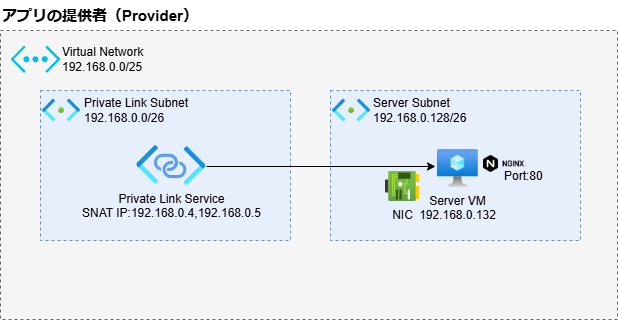 アプリの提供者（Provider）
Virtual Network
192.168.0.0/25
Private Link Subnet
192.168.0.0/26
Server Subnet
192.168.0.128/26
NGINX
Port:80
Private Link Service
SNAT IP:192.168.0.4,192.168.0.5
Server VM
NIC 192.168.0.132